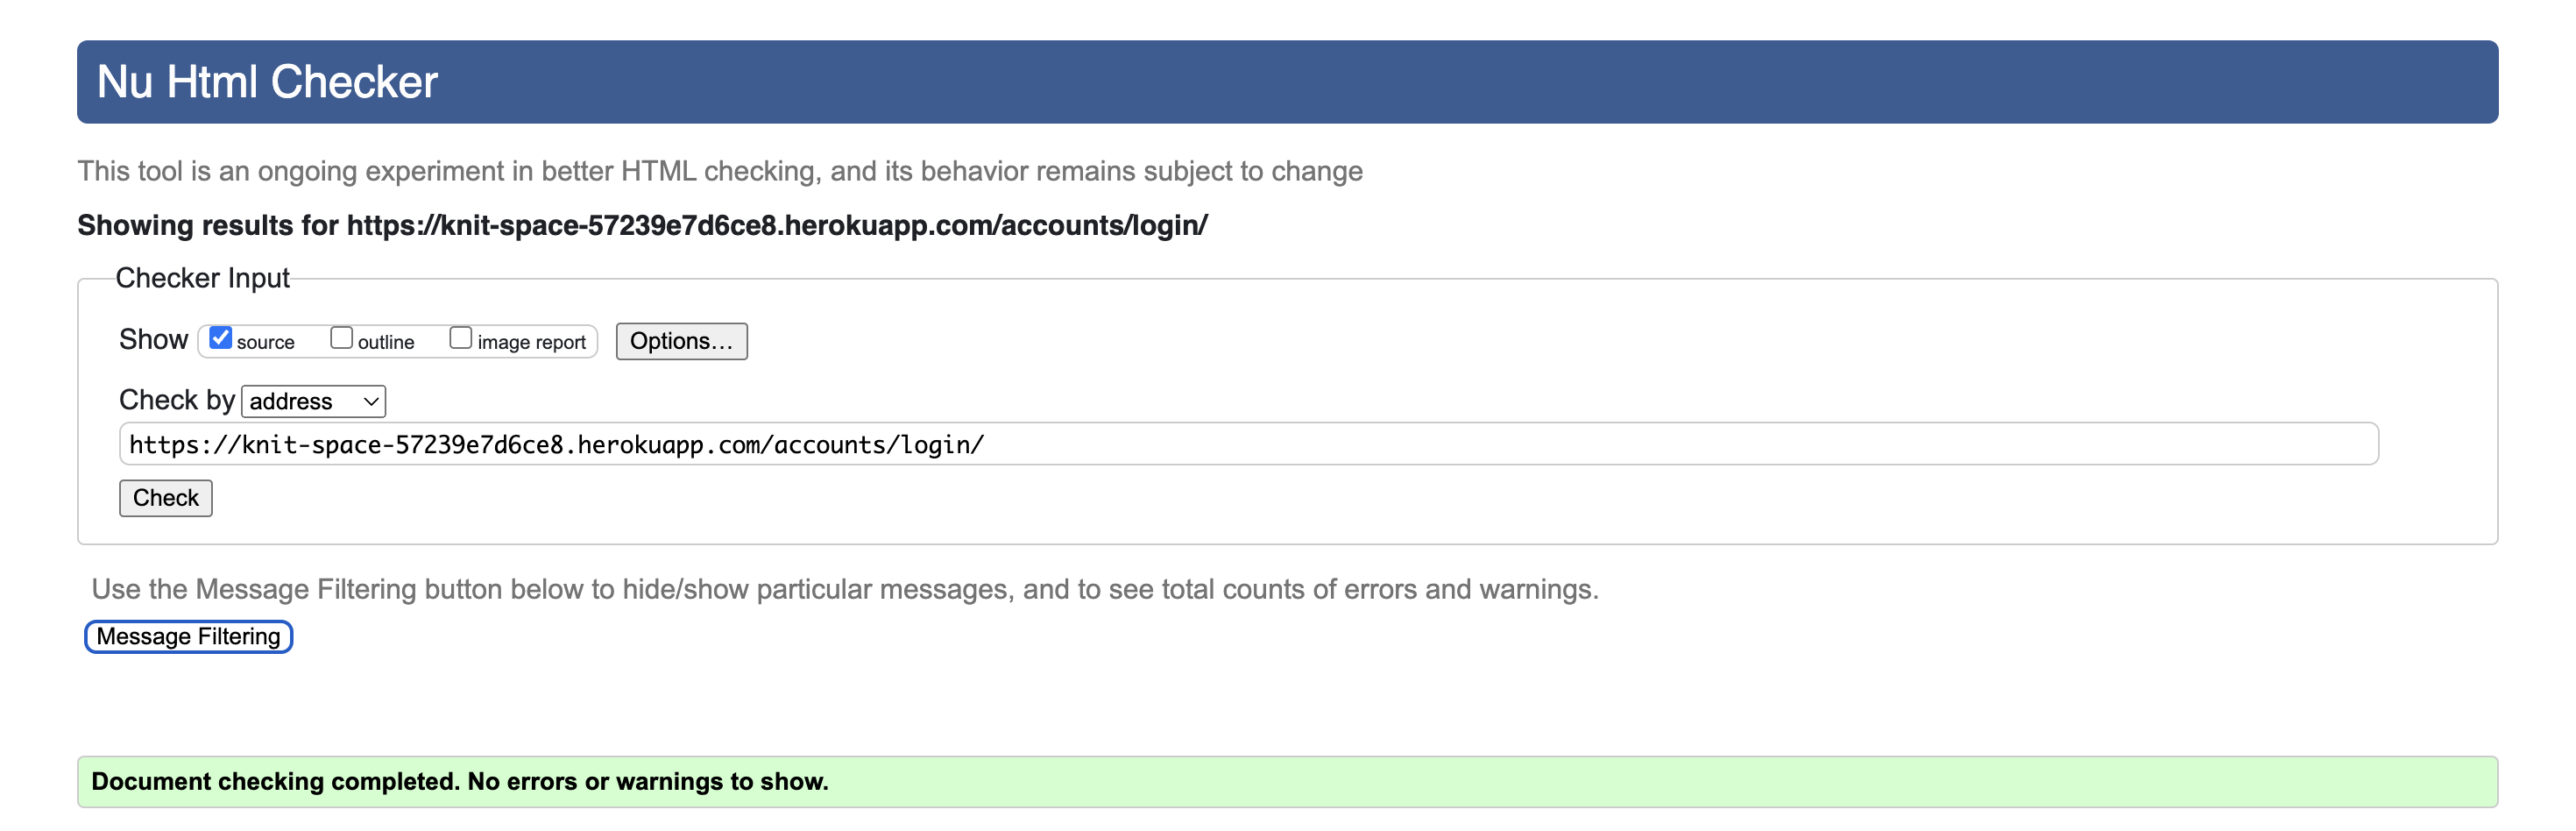 Nu Html Checker
This tool is an ongoing experiment in better HTML checking, and its behavior remains subject to change
Showing results for https://knit-space-57239e7d6ce8.herokuapp.com/accounts/login/
Checker Input
Show source outline image report Options...
Check by address
https://knit-space-57239e7d6ce8.herokuapp.com/accounts/login/
Check
Use the Message Filtering button below to hide/show particular messages, and to see total counts of errors and warnings.
Message Filtering
Document checking completed. No errors or warnings to show.